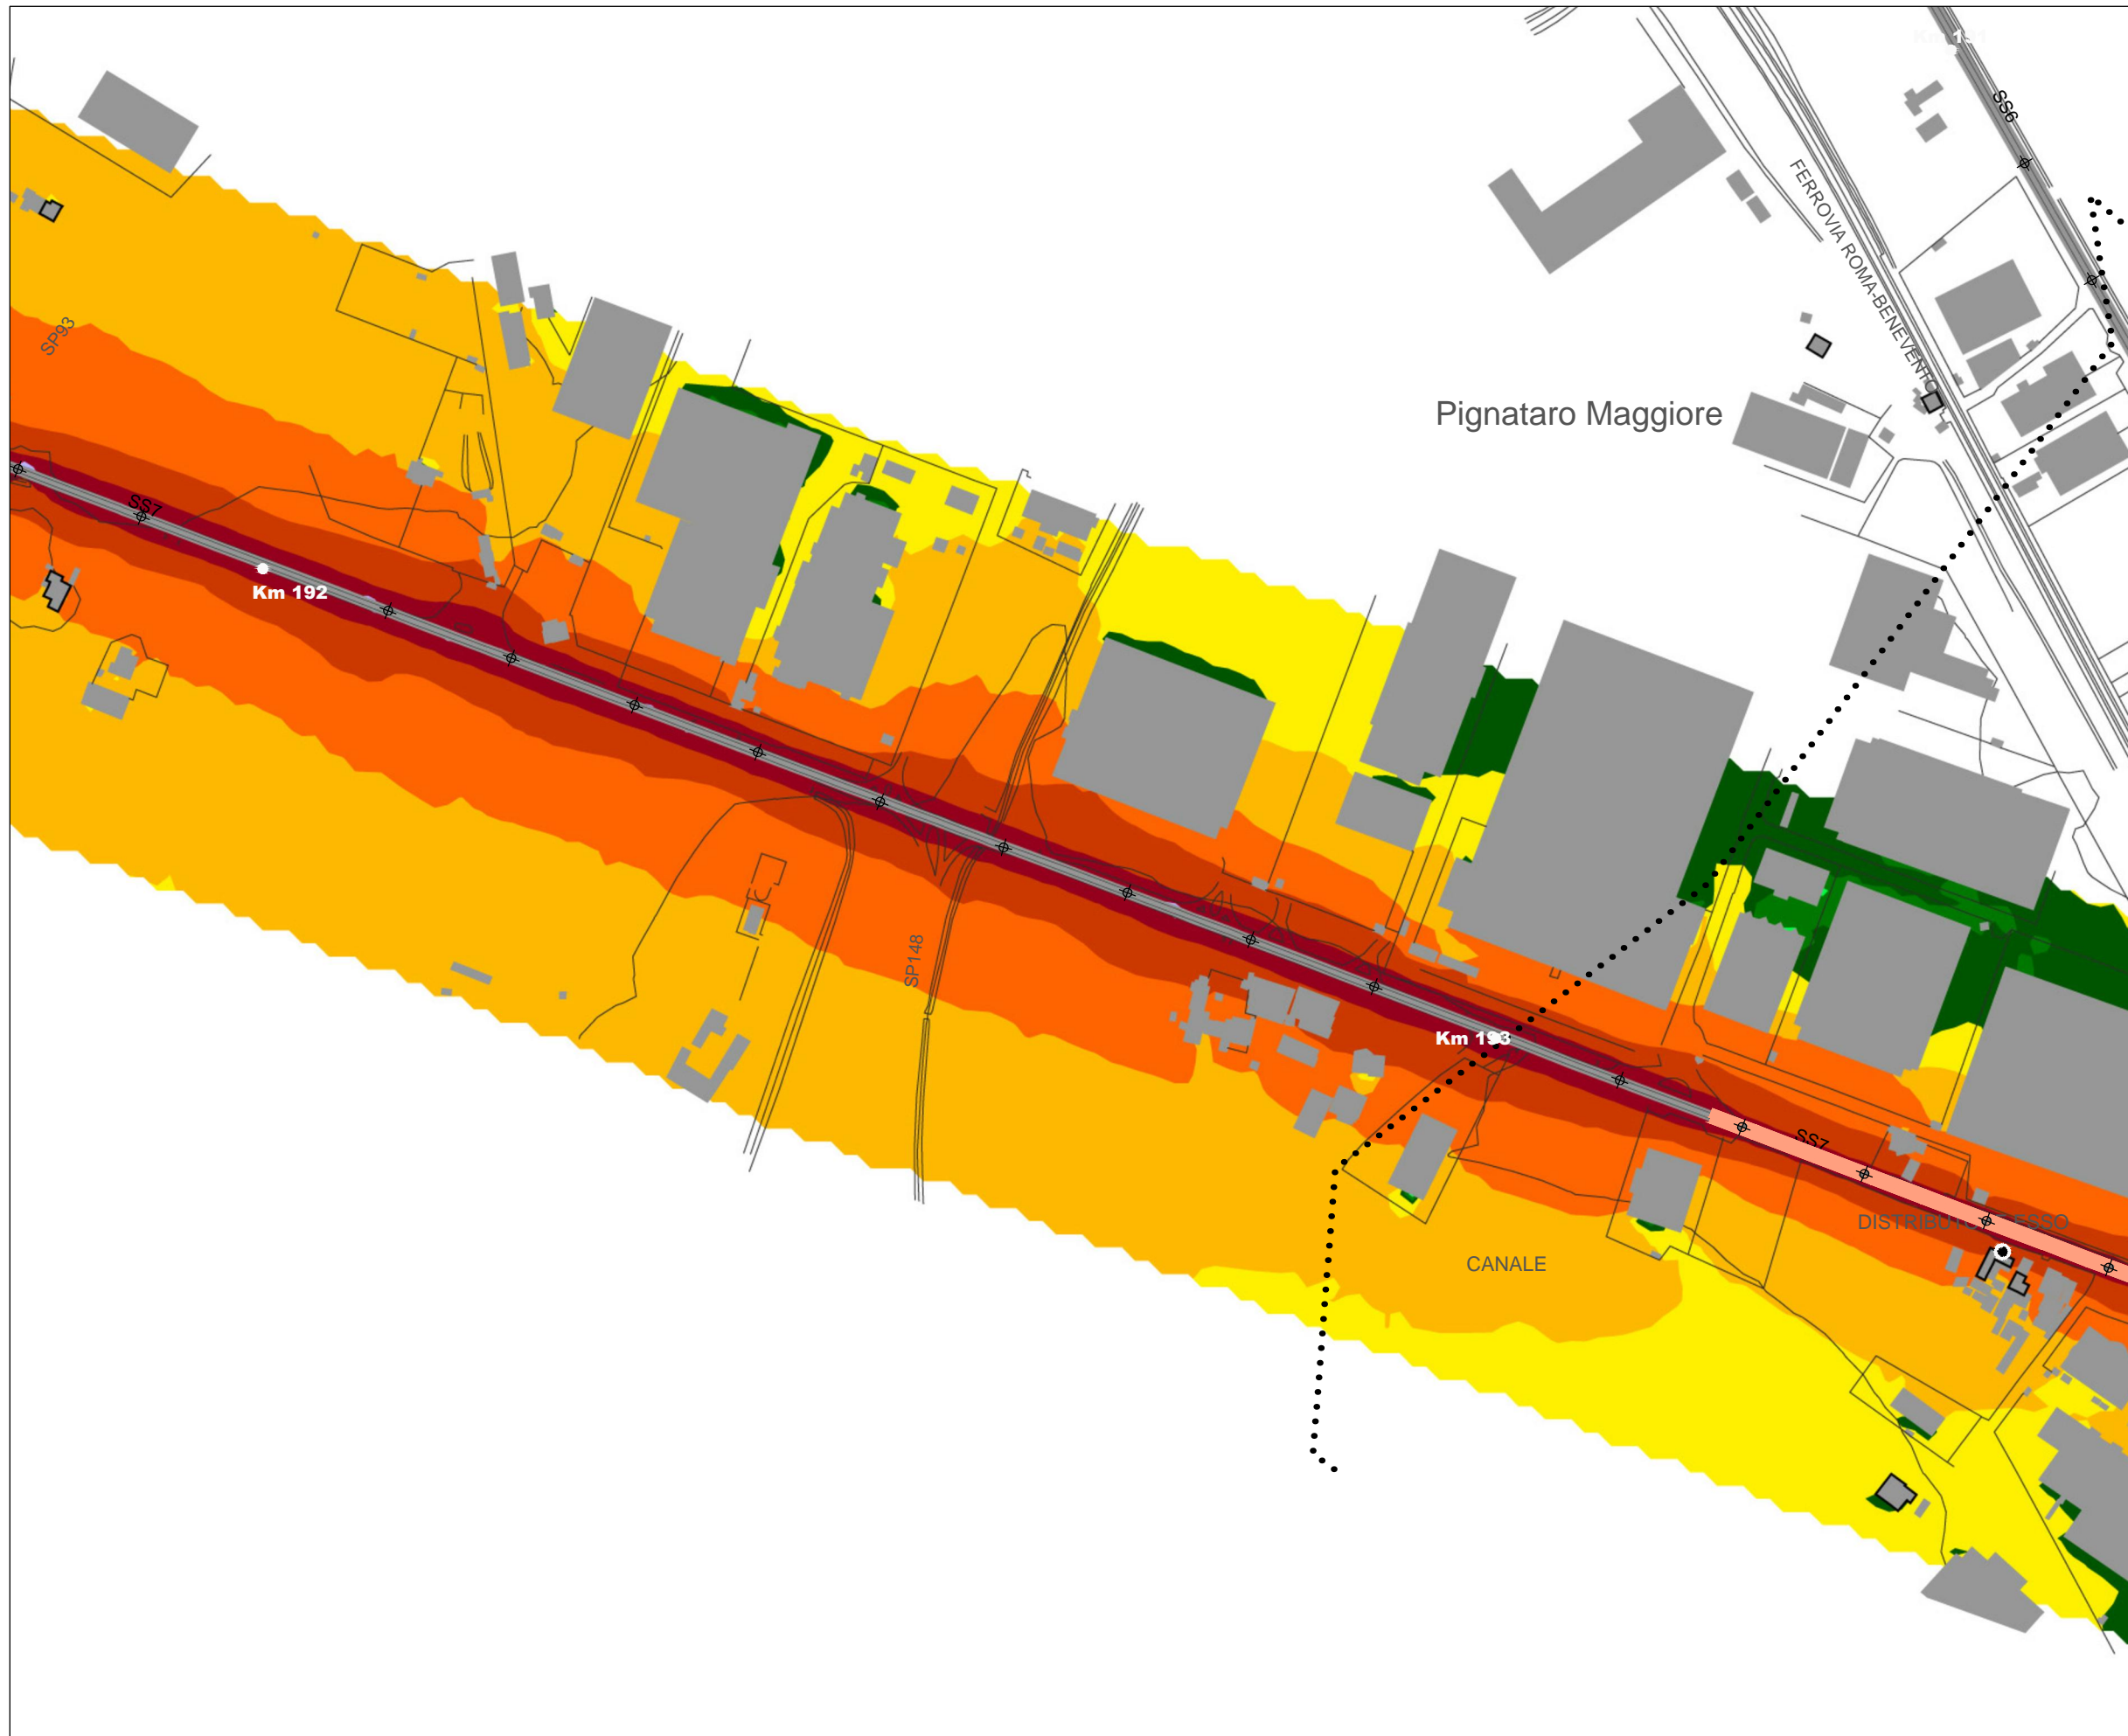 SS6
FERROVIA ROMA-BENEVENTO
SP93
Pignataro Maggiore
SS7
Km 192
SP148
Km 193
SS7
CANALE